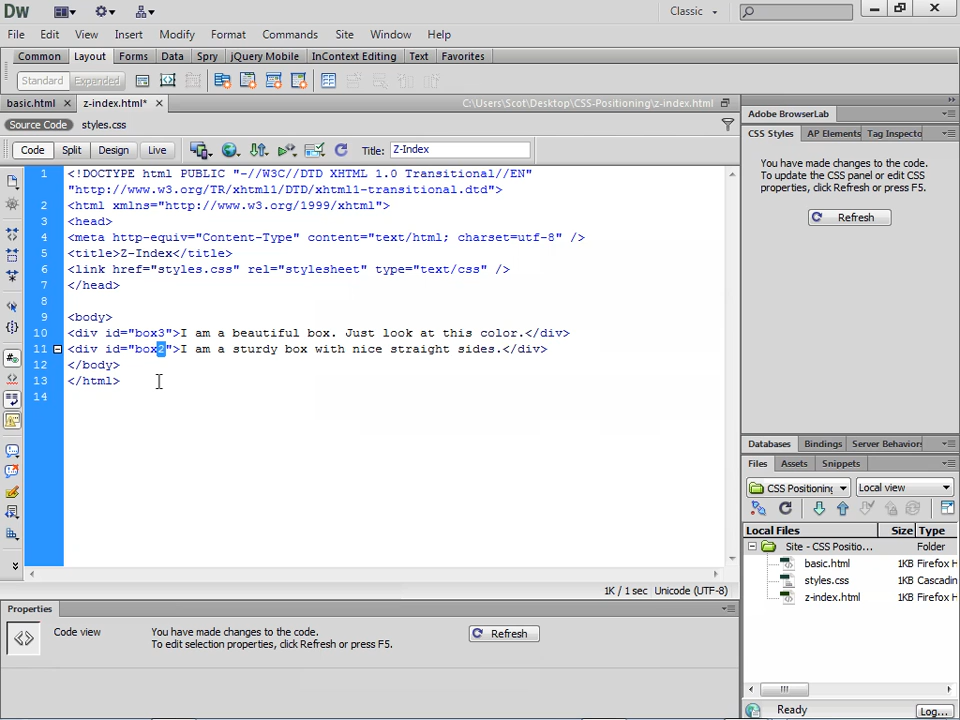 Dw
Classic
File Edit View Insert Modify Format Commands Site Window Help
Common Layout Forms Data Spry jQuery Mobile InContext Editing Text Favorites
Standard Expanded
basic.html z-index.html* C:\Users\Scot\Desktop\CSS-Positioning\z-index.html
Source Code styles.css
Code Split Design Live Title: Z-Index
1 <!DOCTYPE html PUBLIC "-//W3C//DTD XHTML 1.0 Transitional//EN"
"http://www.w3.org/TR/xhtml1/DTD/xhtml1-transitional.dtd">
2 <html xmlns="http://www.w3.org/1999/xhtml">
3 <head>
4 <meta http-equiv="Content-Type" content="text/html; charset=utf-8" />
5 <title>Z-Index</title>
6 <link href="styles.css" rel="stylesheet" type="text/css" />
7 </head>
8
9 <body>
10 <div id="box3">I am a beautiful box. Just look at this color.</div>
11 <div id="box2">I am a sturdy box with nice straight sides.</div>
12 </body>
13 </html>
14
1K / 1 sec Unicode (UTF-8)
Properties
Code view You have made changes to the code.
To edit selection properties, click Refresh or press F5.
Refresh
Adobe BrowserLab
CSS Styles AP Elements Tag Inspecto
You have made changes to the code.
To update the CSS panel or edit CSS
properties, click Refresh or press F5.
Refresh
Databases Bindings Server Behaviors
Files Assets Snippets
CSS Positioning Local view
Local Files Size Type
Site - CSS Positio... Folder
basic.html 1KB Firefox H
styles.css 1KB Cascadin
z-index.html 1KB Firefox H
Ready Log...